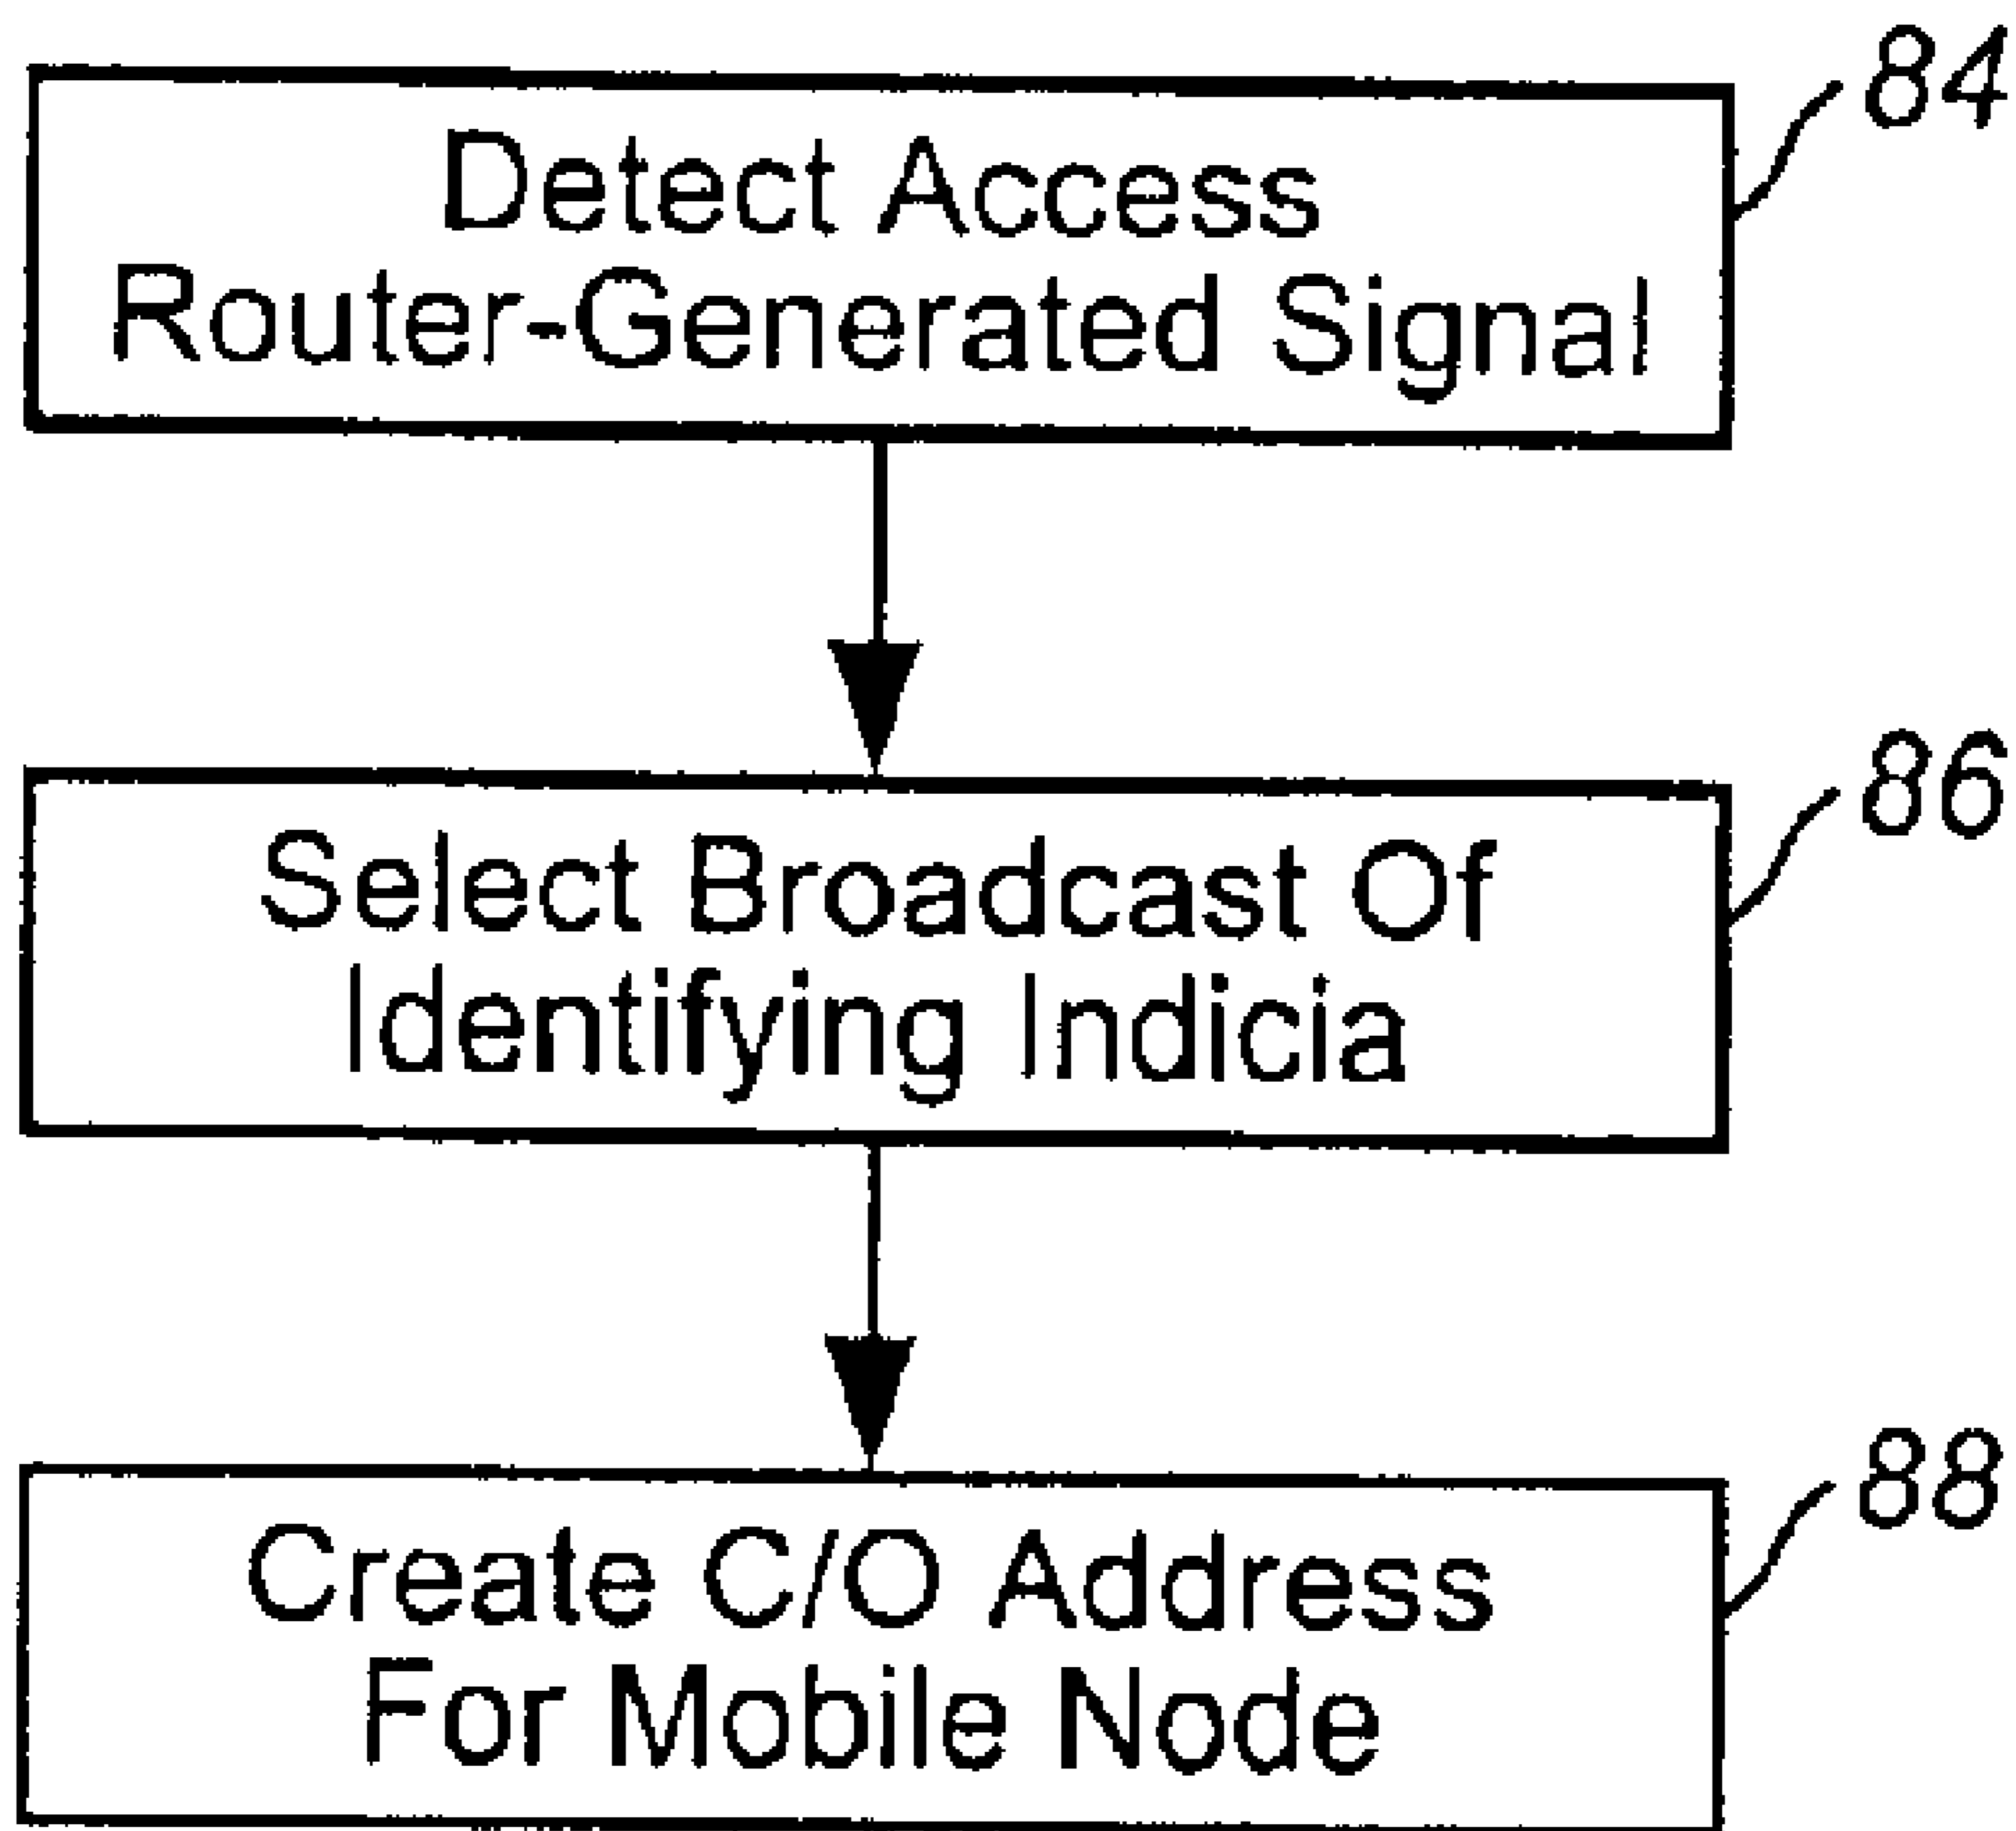 84
Detect Access
Router-Generated Signal
86
Select Broadcast Of
Identifying Indicia
88
Create C/O Address
For Mobile Node